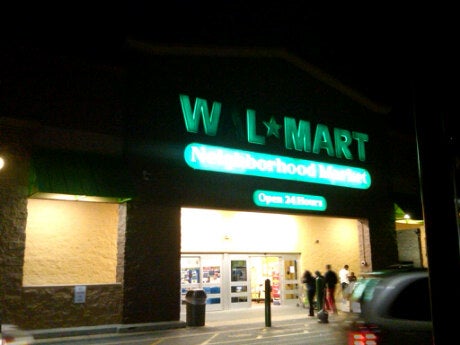 W L★MART
Neighborhood Market
Open 24 Hours